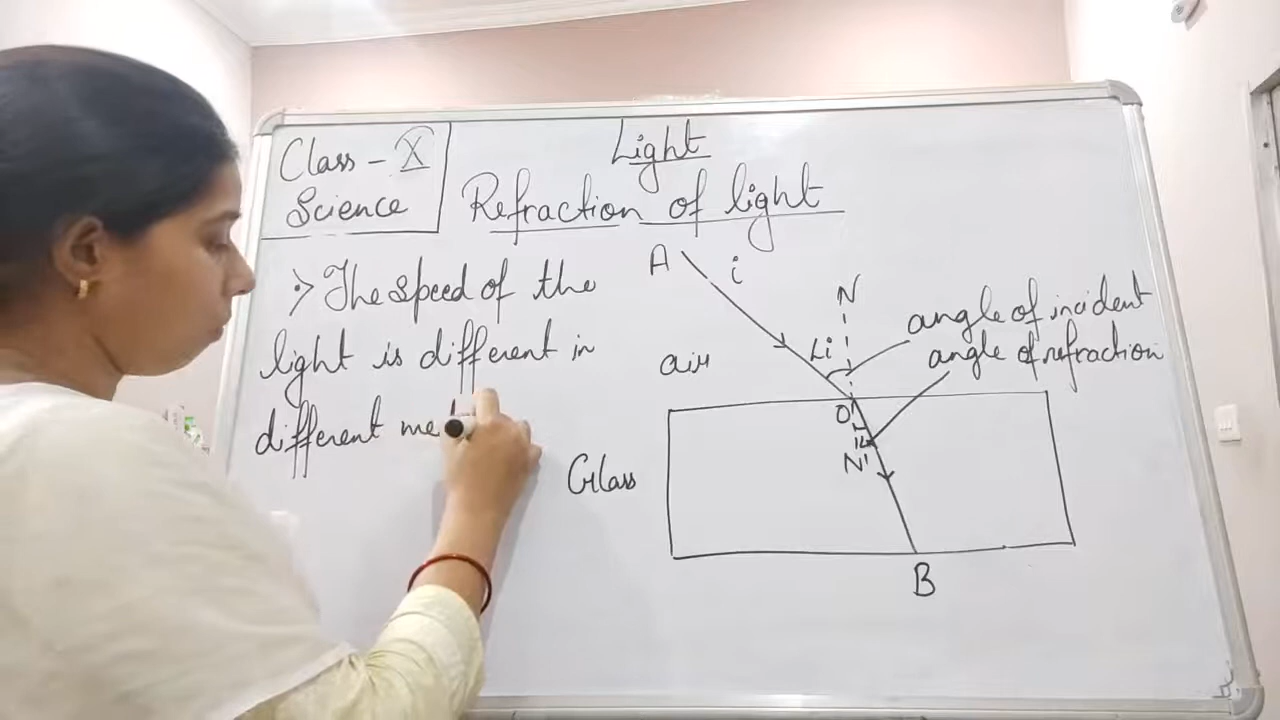 Class - X
Science
Light
Refraction of light
:> The speed of the
light is different in
different me
A
i
N
angle of incident
angle of refraction
∠i
air
O
∠r
N'
Glass
B